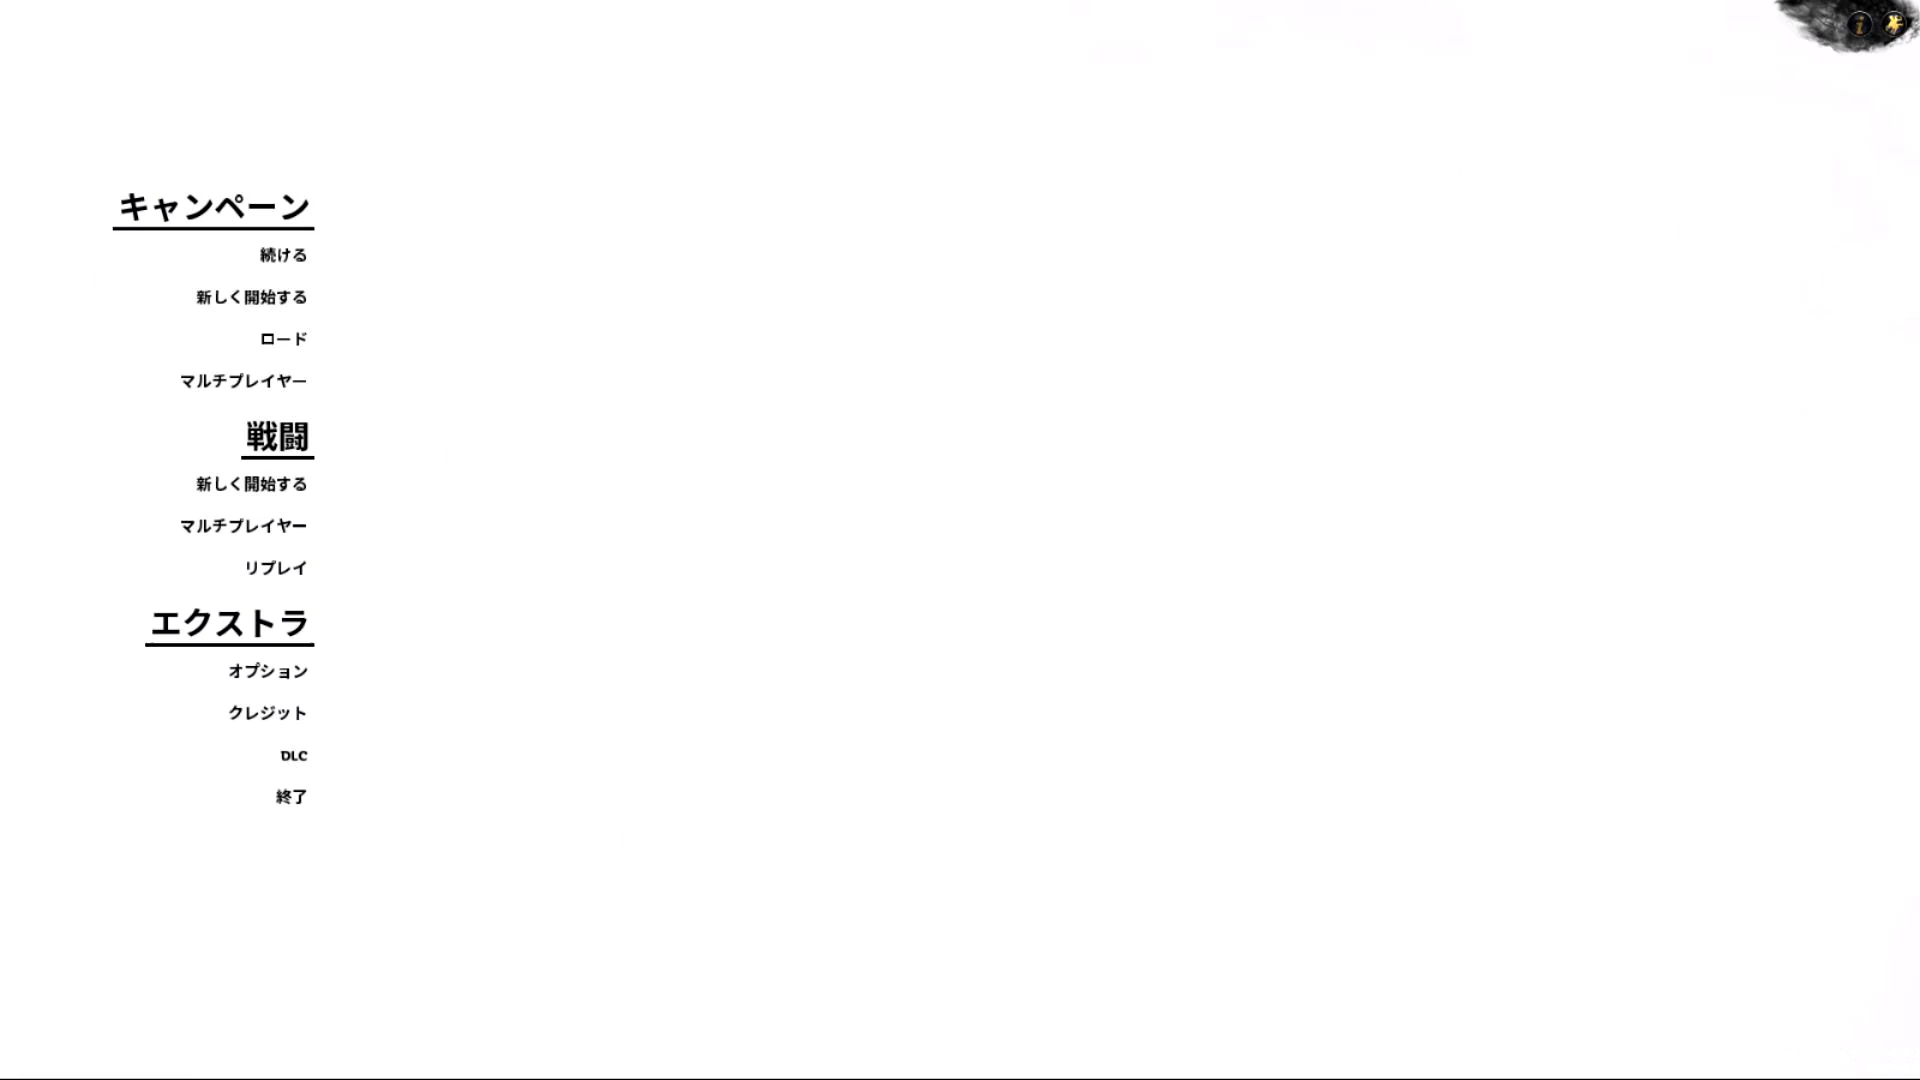 キャンペーン
続ける
新しく開始する
ロード
マルチプレイヤー
戦闘
新しく開始する
マルチプレイヤー
リプレイ
エクストラ
オプション
クレジット
DLC
終了